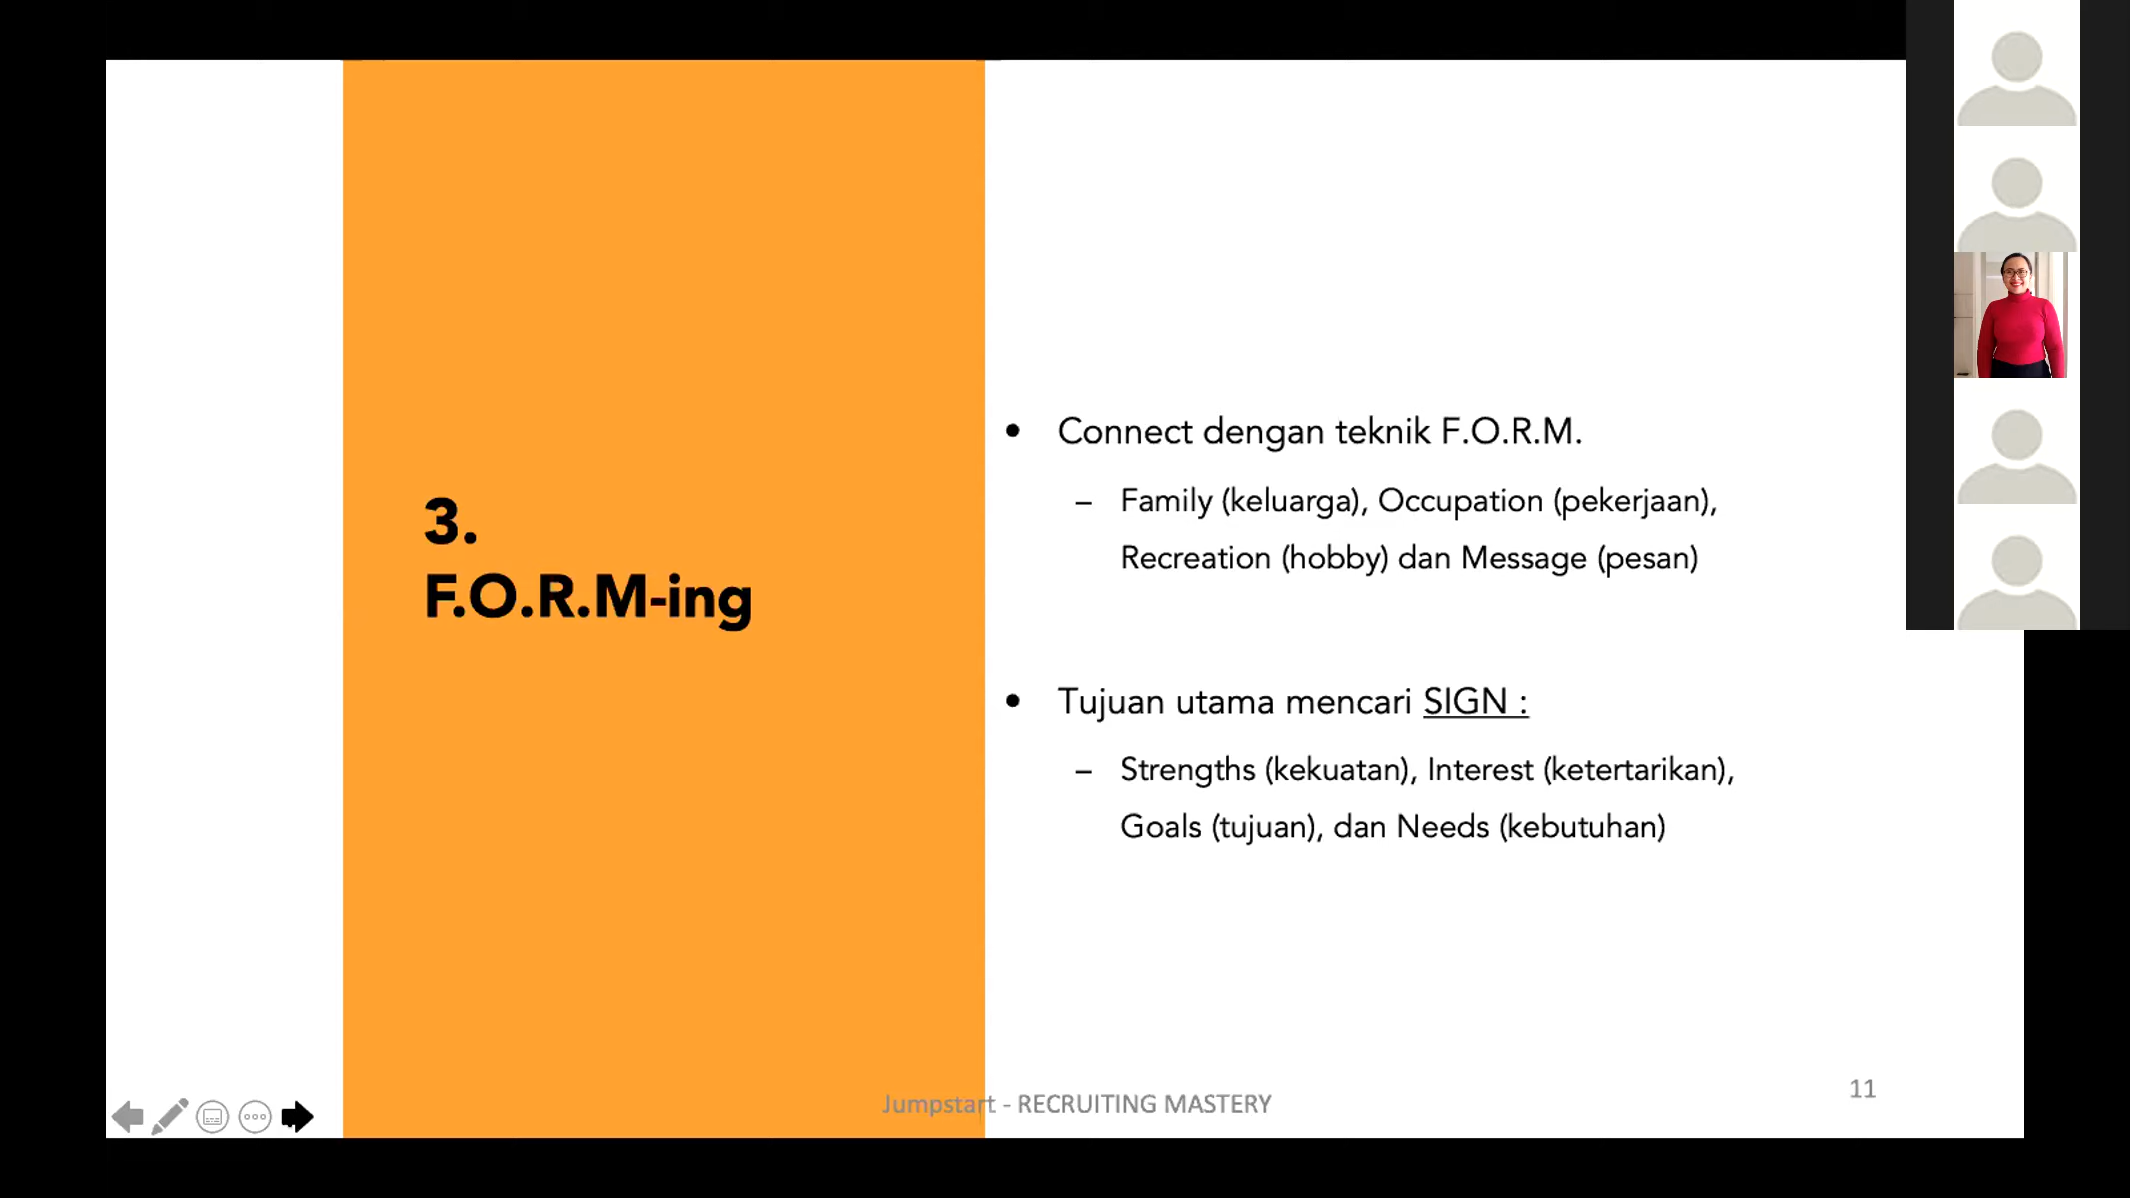 3.
F.O.R.M-ing
• Connect dengan teknik F.O.R.M.
– Family (keluarga), Occupation (pekerjaan),
Recreation (hobby) dan Message (pesan)
• Tujuan utama mencari SIGN :
– Strengths (kekuatan), Interest (ketertarikan),
Goals (tujuan), dan Needs (kebutuhan)
Jumpstart - RECRUITING MASTERY
11